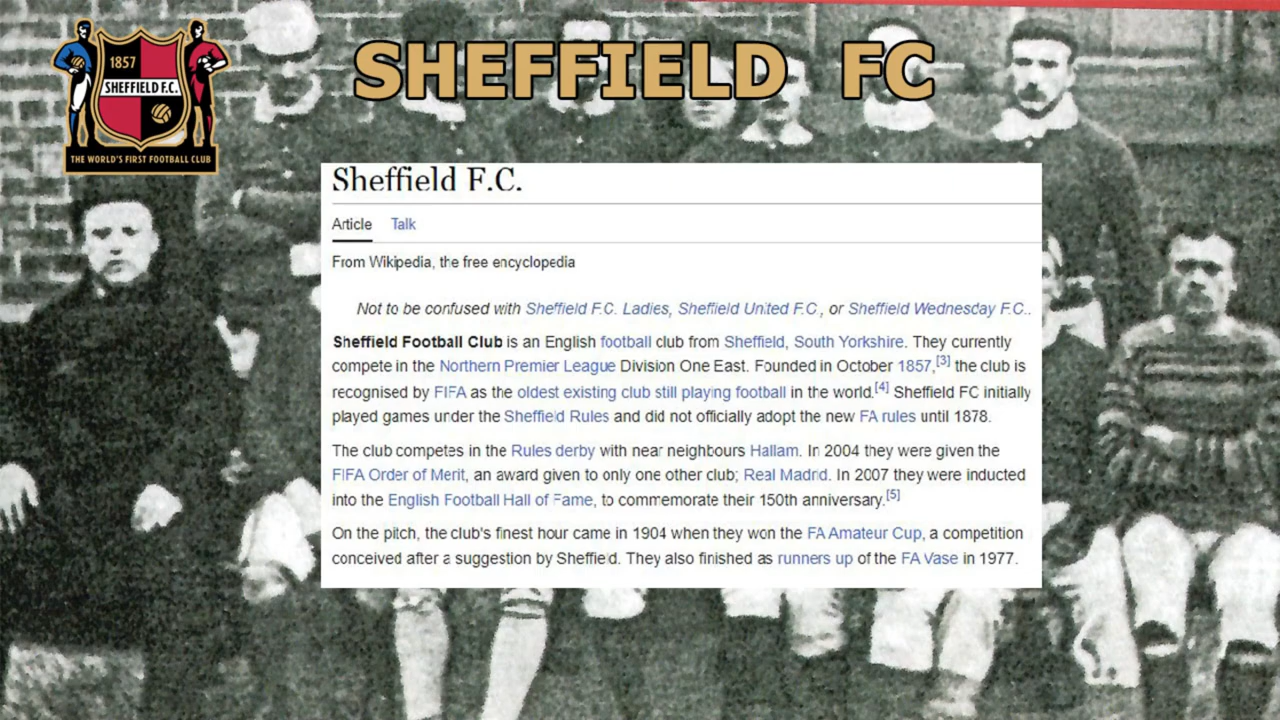 SHEFFIELD FC
1857
SHEFFIELD F.C.
THE WORLD'S FIRST FOOTBALL CLUB
Sheffield F.C.
Article Talk
From Wikipedia, the free encyclopedia
Not to be confused with Sheffield F.C. Ladies, Sheffield United F.C., or Sheffield Wednesday F.C..
Sheffield Football Club is an English football club from Sheffield, South Yorkshire. They currently
compete in the Northern Premier League Division One East. Founded in October 1857,[3] the club is
recognised by FIFA as the oldest existing club still playing football in the world.[4] Sheffield FC initially
played games under the Sheffield Rules and did not officially adopt the new FA rules until 1878.
The club competes in the Rules derby with near neighbours Hallam. In 2004 they were given the
FIFA Order of Merit, an award given to only one other club; Real Madrid. In 2007 they were inducted
into the English Football Hall of Fame, to commemorate their 150th anniversary.[5]
On the pitch, the club's finest hour came in 1904 when they won the FA Amateur Cup, a competition
conceived after a suggestion by Sheffield. They also finished as runners up of the FA Vase in 1977.